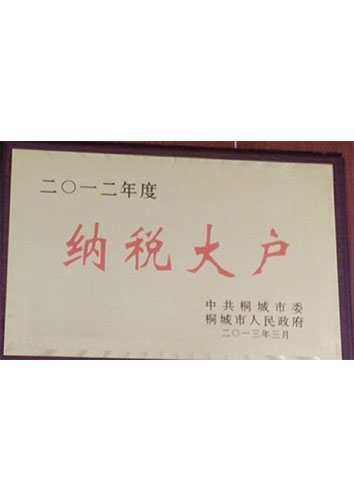 二〇一二年度
纳税大户
中共桐城市委
桐城市人民政府
二〇一三年三月